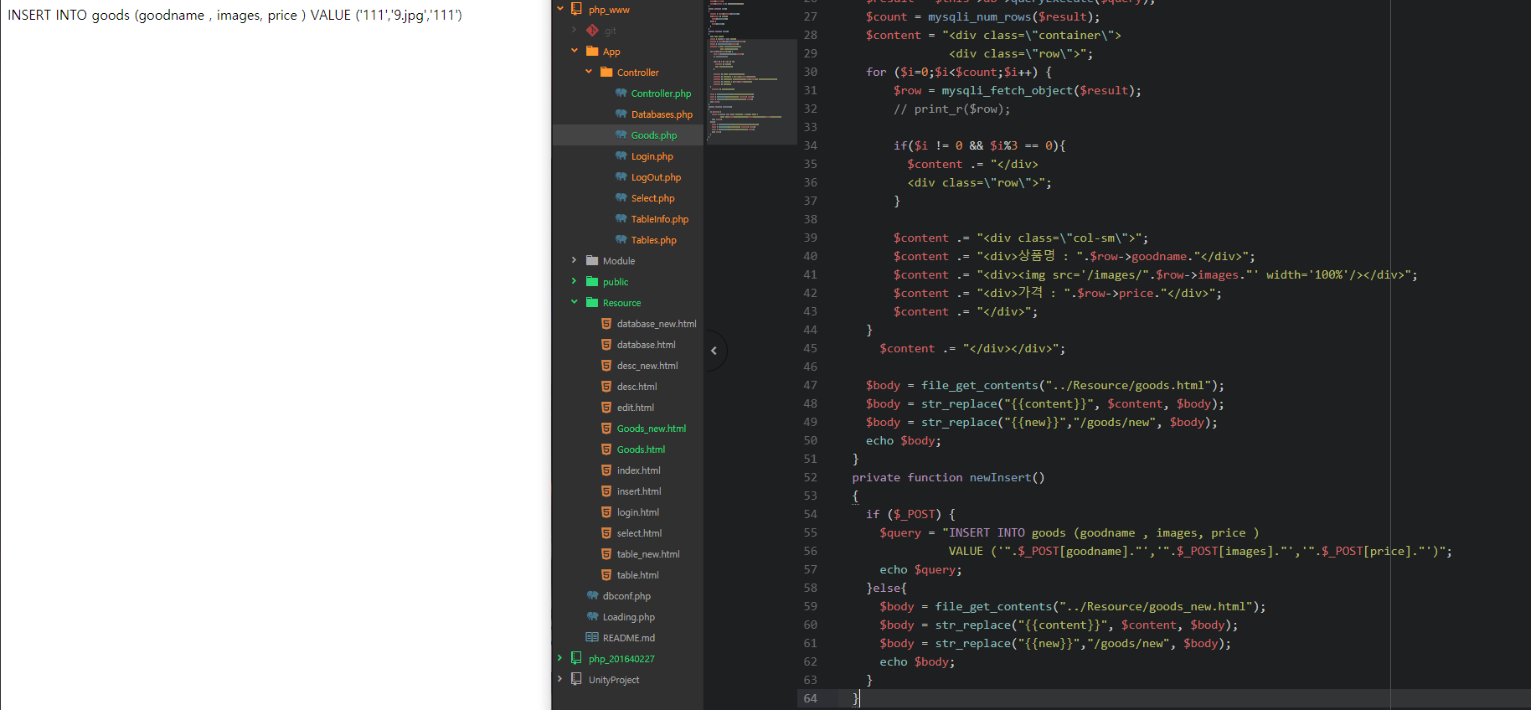 INSERT INTO goods (goodname , images, price ) VALUE ('111','9.jpg','111')
php_www
.git
App
Controller
Controller.php
Databases.php
Goods.php
Login.php
LogOut.php
Select.php
TableInfo.php
Tables.php
Module
public
Resource
database_new.html
database.html
desc_new.html
desc.html
edit.html
Goods_new.html
Goods.html
index.html
insert.html
login.html
select.html
table_new.html
table.html
dbconf.php
Loading.php
README.md
php_201640227
UnityProject
27 $count = mysqli_num_rows($result);
28 $content = "<div class=\"container\">
29 <div class=\"row\">";
30 for ($i=0;$i<$count;$i++) {
31 $row = mysqli_fetch_object($result);
32 // print_r($row);
33
34 if($i != 0 && $i%3 == 0){
35 $content .= "</div>
36 <div class=\"row\">";
37 }
38
39 $content .= "<div class=\"col-sm\">";
40 $content .= "<div>상품명 : ".$row->goodname."</div>";
41 $content .= "<div><img src='/images/".$row->images."' width='100%'/></div>";
42 $content .= "<div>가격 : ".$row->price."</div>";
43 $content .= "</div>";
44 }
45 $content .= "</div></div>";
46
47 $body = file_get_contents("../Resource/goods.html");
48 $body = str_replace("{{content}}", $content, $body);
49 $body = str_replace("{{new}}","/goods/new", $body);
50 echo $body;
51 }
52 private function newInsert()
53 {
54 if ($_POST) {
55 $query = "INSERT INTO goods (goodname , images, price )
56 VALUE ('".$_POST[goodname]."','".$_POST[images]."','".$_POST[price]."')";
57 echo $query;
58 }else{
59 $body = file_get_contents("../Resource/goods_new.html");
60 $body = str_replace("{{content}}", $content, $body);
61 $body = str_replace("{{new}}","/goods/new", $body);
62 echo $body;
63 }
64 }